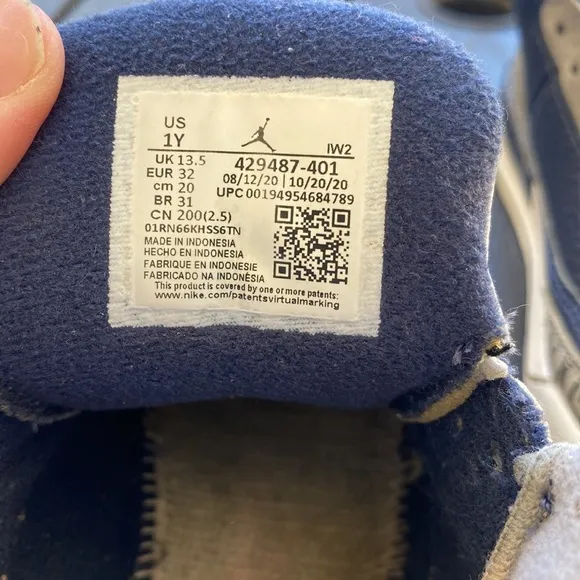 US
1Y
IW2
UK 13.5
EUR 32
cm 20
BR 31
CN 200(2.5)
429487-401
08/12/20 | 10/20/20
UPC 00194954684789
01RN66KHSS6TN
MADE IN INDONESIA
HECHO EN INDONESIA
FABRIQUE EN INDONESIE
FABRICADO NA INDONÉSIA
This product is covered by one or more patents:
www.nike.com/patentsvirtualmarking